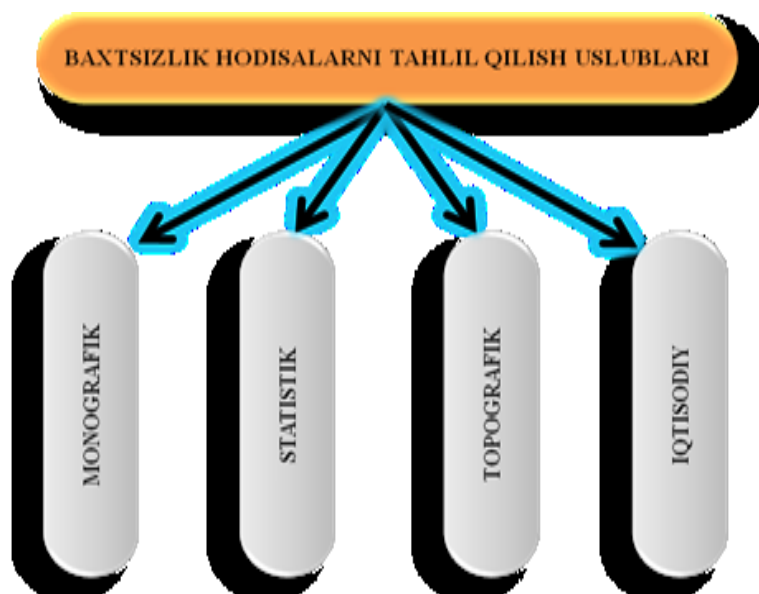 BAXTSIZLIK HODISALARNI TAHLIL QILISH USLUBLARI
MONOGRAFIK
STATISTIK
TOPOGRAFIK
IQTISODIY